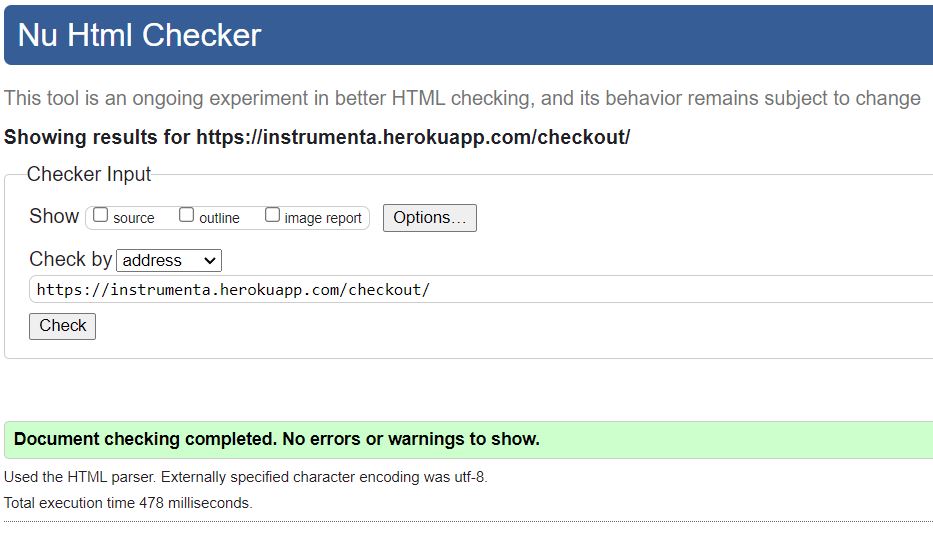 Nu Html Checker
This tool is an ongoing experiment in better HTML checking, and its behavior remains subject to change
Showing results for https://instrumenta.herokuapp.com/checkout/
Checker Input
Show source outline image report Options...
Check by address
https://instrumenta.herokuapp.com/checkout/
Check
Document checking completed. No errors or warnings to show.
Used the HTML parser. Externally specified character encoding was utf-8.
Total execution time 478 milliseconds.